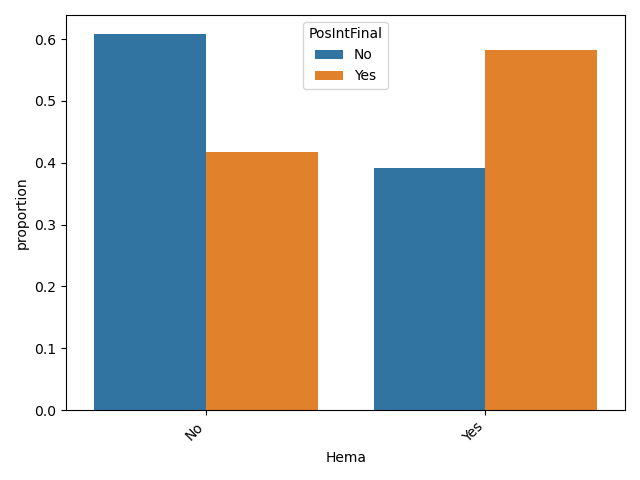 PosIntFinal
No
Yes
0.6
0.5
0.4
0.3
0.2
0.1
0.0
proportion
No
Yes
Hema